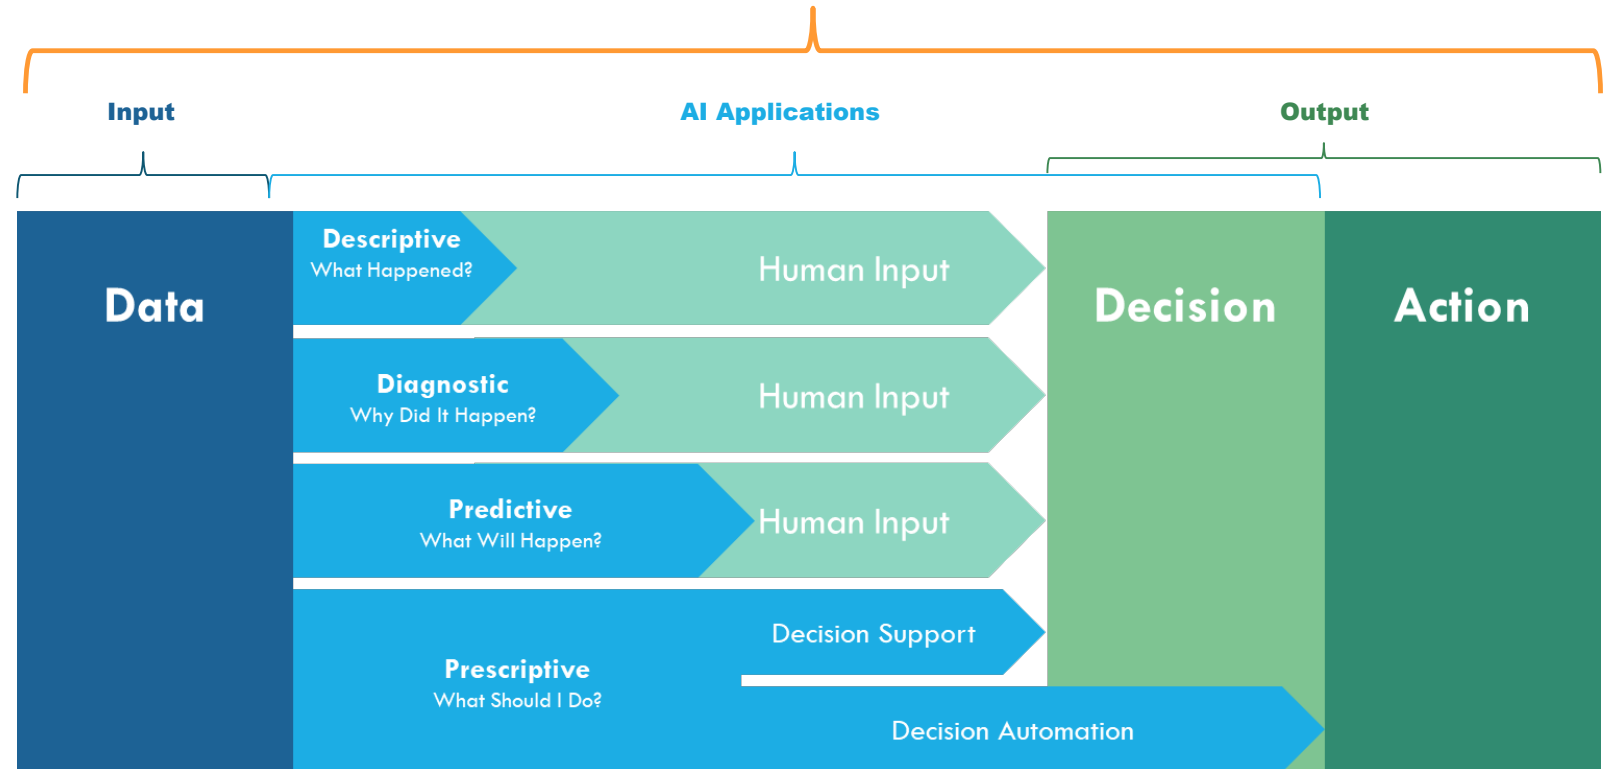 Input
AI Applications
Output
Data
Descriptive
What Happened?
Human Input
Decision
Action
Diagnostic
Why Did It Happen?
Human Input
Predictive
What Will Happen?
Human Input
Prescriptive
What Should I Do?
Decision Support
Decision Automation